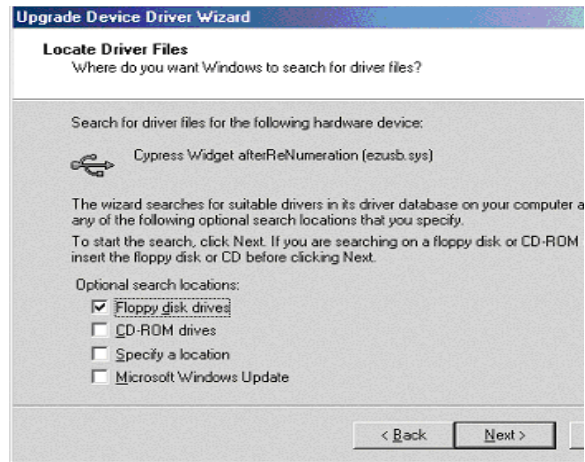 Upgrade Device Driver Wizard
Locate Driver Files
Where do you want Windows to search for driver files?
Search for driver files for the following hardware device:
Cypress Widget afterReNumeration (ezusb.sys)
The wizard searches for suitable drivers in its driver database on your computer a
any of the following optional search locations that you specify.
To start the search, click Next. If you are searching on a floppy disk or CD-ROM
insert the floppy disk or CD before clicking Next.
Optional search locations:
Floppy disk drives
CD-ROM drives
Specify a location
Microsoft Windows Update
< Back Next >